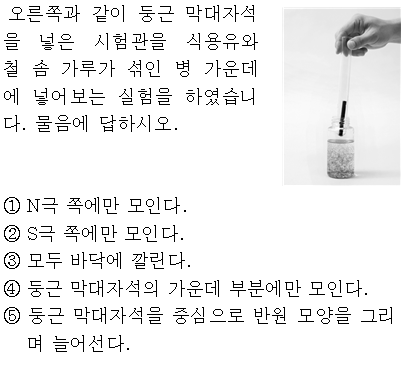 오른쪽과 같이 둥근 막대자석
을 넣은 시험관을 식용유와
철 솜 가루가 섞인 병 가운데
에 넣어보는 실험을 하였습니
다. 물음에 답하시오.
① N극 쪽에만 모인다.
② S극 쪽에만 모인다.
③ 모두 바닥에 깔린다.
④ 둥근 막대자석의 가운데 부분에만 모인다.
⑤ 둥근 막대자석을 중심으로 반원 모양을 그리
며 늘어선다.